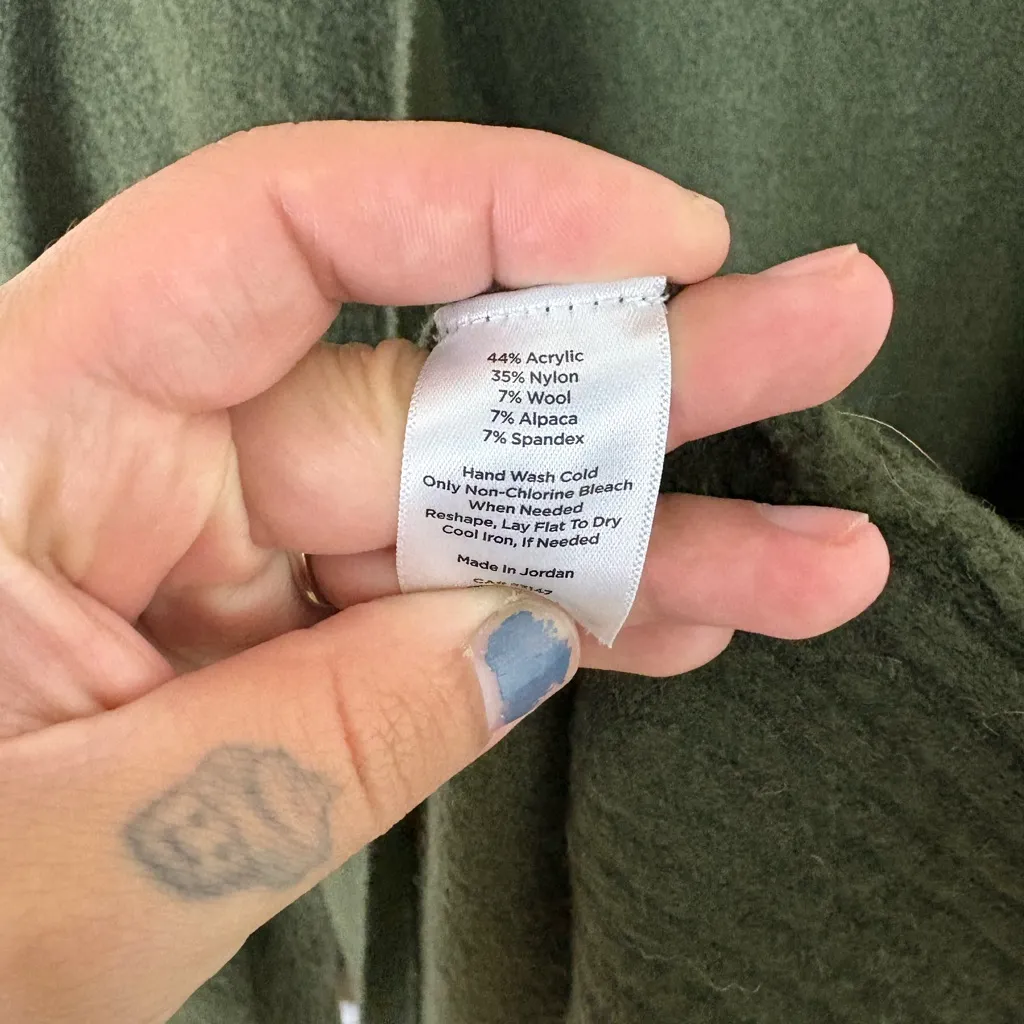 44% Acrylic
35% Nylon
7% Wool
7% Alpaca
7% Spandex
Hand Wash Cold
Only Non-Chlorine Bleach
When Needed
Reshape, Lay Flat To Dry
Cool Iron, If Needed
Made In Jordan